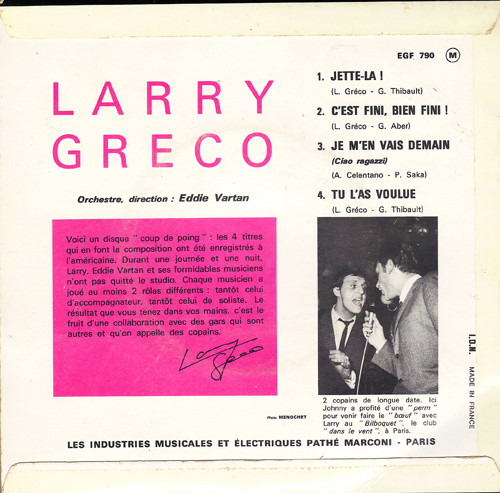 EGF 790 M
LARRY
GRECO
Orchestre, direction : Eddie Vartan
1. JETTE-LA !
(L. Gréco - G. Thibault)
2. C'EST FINI, BIEN FINI !
(L. Gréco - G. Aber)
3. JE M'EN VAIS DEMAIN
(Ciao ragazzi)
(A. Celentano - P. Saka)
4. TU L'AS VOULUE
(L. Gréco - G. Thibault)
Voici un disque "coup de poing" : les 4 titres
qui en font la composition ont été enregistrés à
l'américaine. Durant une journée et une nuit,
Larry, Eddie Vartan et ses formidables musiciens
n'ont pas quitté le studio. Chaque musicien a
joué au moins 2 rôles différents : tantôt celui
d'accompagnateur, tantôt celui de soliste. Le
résultat que vous tenez dans vos mains, c'est le
fruit d'une collaboration avec des gars qui sont
autres et qu'on appelle des copains.
Larry Gréco
Photo: MENOCHET
2 copains de longue date. Ici
Johnny a profité d'une "perm"
pour venir faire le "bœuf" avec
Larry au "Bilboquet", le club
"dans le vent", à Paris.
I.D.N. MADE IN FRANCE
LES INDUSTRIES MUSICALES ET ÉLECTRIQUES PATHÉ MARCONI - PARIS